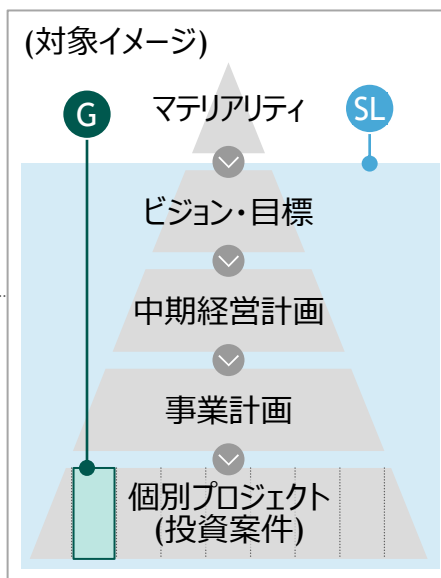 (対象イメージ)
G
マテリアリティ
SL
ビジョン・目標
中期経営計画
事業計画
個別プロジェクト
(投資案件)